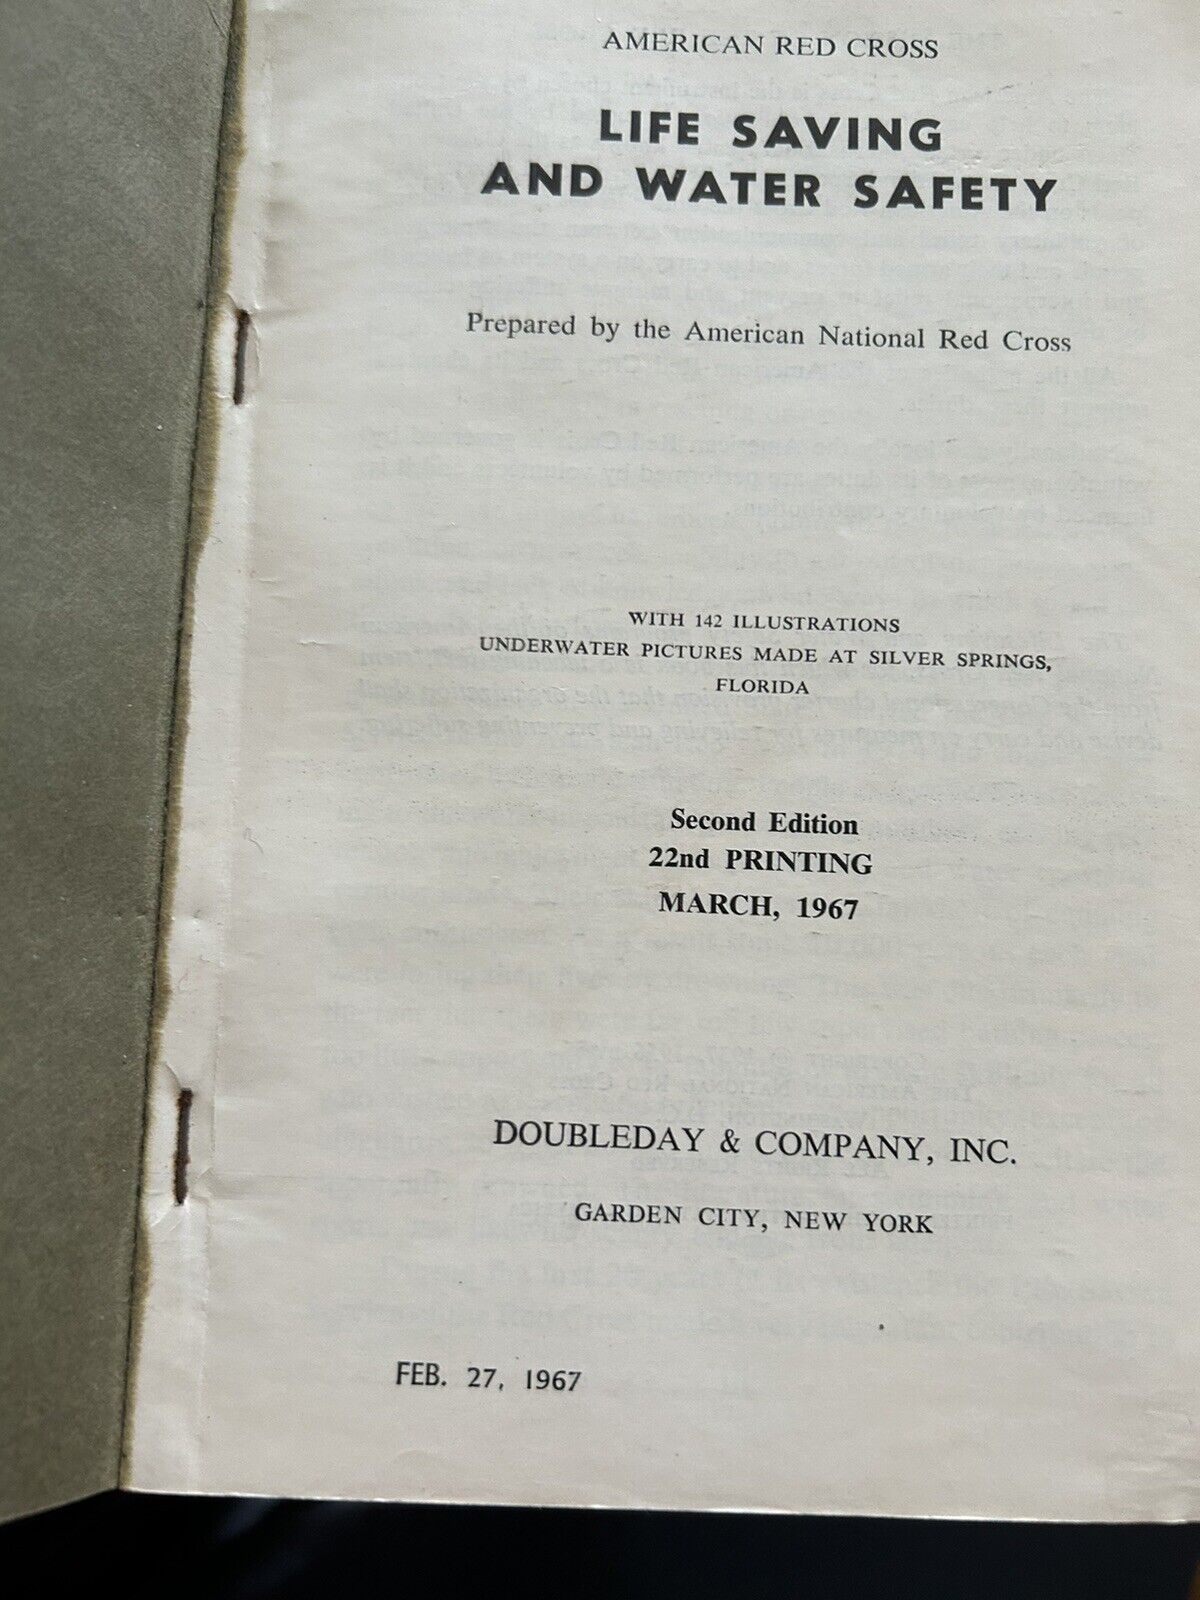 AMERICAN RED CROSS
LIFE SAVING
AND WATER SAFETY
Prepared by the American National Red Cross
WITH 142 ILLUSTRATIONS
UNDERWATER PICTURES MADE AT SILVER SPRINGS,
FLORIDA
Second Edition
22nd PRINTING
MARCH, 1967
DOUBLEDAY & COMPANY, INC.
GARDEN CITY, NEW YORK
FEB. 27, 1967